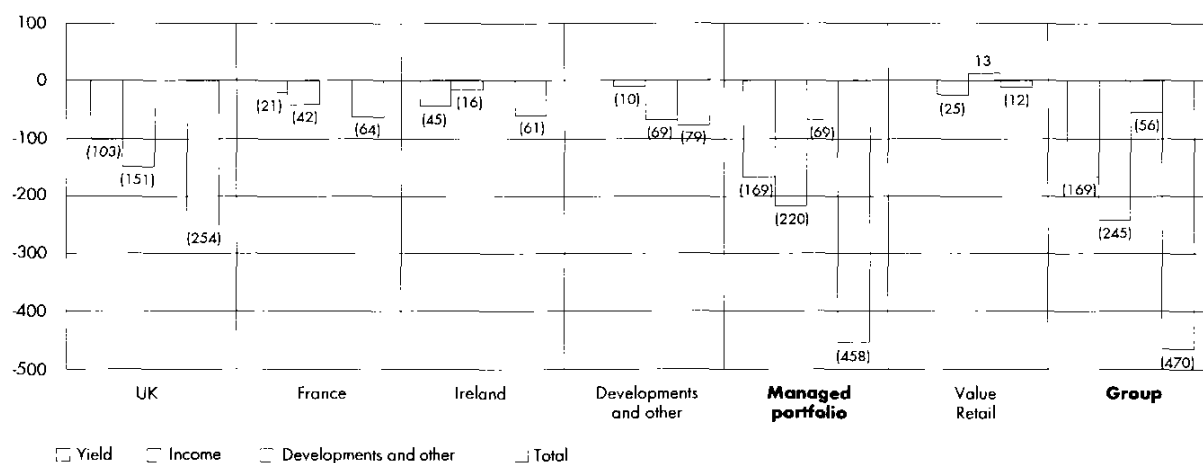 100
0
-100
-200
-300
-400
-500
(103)
(151)
(254)
(21)
(42)
(64)
(45)
(16)
(61)
(10)
(69)
(79)
(169)
(220)
(69)
(458)
(25)
13
(12)
(169)
(245)
(56)
(470)
UK
France
Ireland
Developments
and other
Managed
portfolio
Value
Retail
Group
Yield Income Developments and other Total